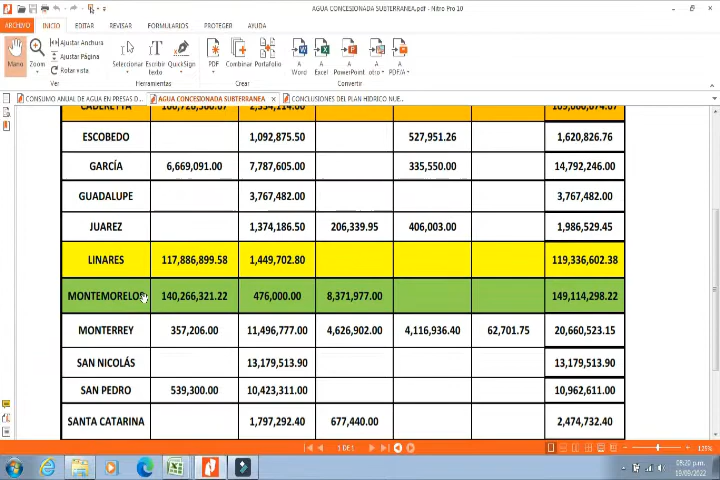 AGUA CONCESIONADA SUBTERRANEA.pdf - Nitro Pro 10
ARCHIVO INICIO EDITAR REVISAR FORMULARIOS PROTEGER AYUDA
Mano
Zoom
Ajustar Anchura
Ajustar Página
Rotar vista
Ver
Seleccionar
Escribir texto
QuickSign
Herramientas
PDF
Combinar
Portafolio
Crear
A Word
A Excel
A PowerPoint
A otro
A PDF/A
Convertir
CONSUMO ANUAL DE AGUA EN PRESAS D...
AGUA CONCESIONADA SUBTERRANEA
CONCLUSIONES DEL PLAN HIDRICO NUE...
CADEREYTA
ESCOBEDO 1,092,875.50 527,951.26 1,620,826.76
GARCÍA 6,669,091.00 7,787,605.00 335,550.00 14,792,246.00
GUADALUPE 3,767,482.00 3,767,482.00
JUAREZ 1,374,186.50 206,339.95 406,003.00 1,986,529.45
LINARES 117,886,899.58 1,449,702.80 119,336,602.38
MONTEMORELOS 140,266,321.22 476,000.00 8,371,977.00 149,114,298.22
MONTERREY 357,206.00 11,496,777.00 4,626,902.00 4,116,936.40 62,701.75 20,660,523.15
SAN NICOLÁS 13,179,513.90 13,179,513.90
SAN PEDRO 539,300.00 10,423,311.00 10,962,611.00
SANTA CATARINA 1,797,292.40 677,440.00 2,474,732.40
1 DE 1
125%
08:20 p.m.
19/09/2022